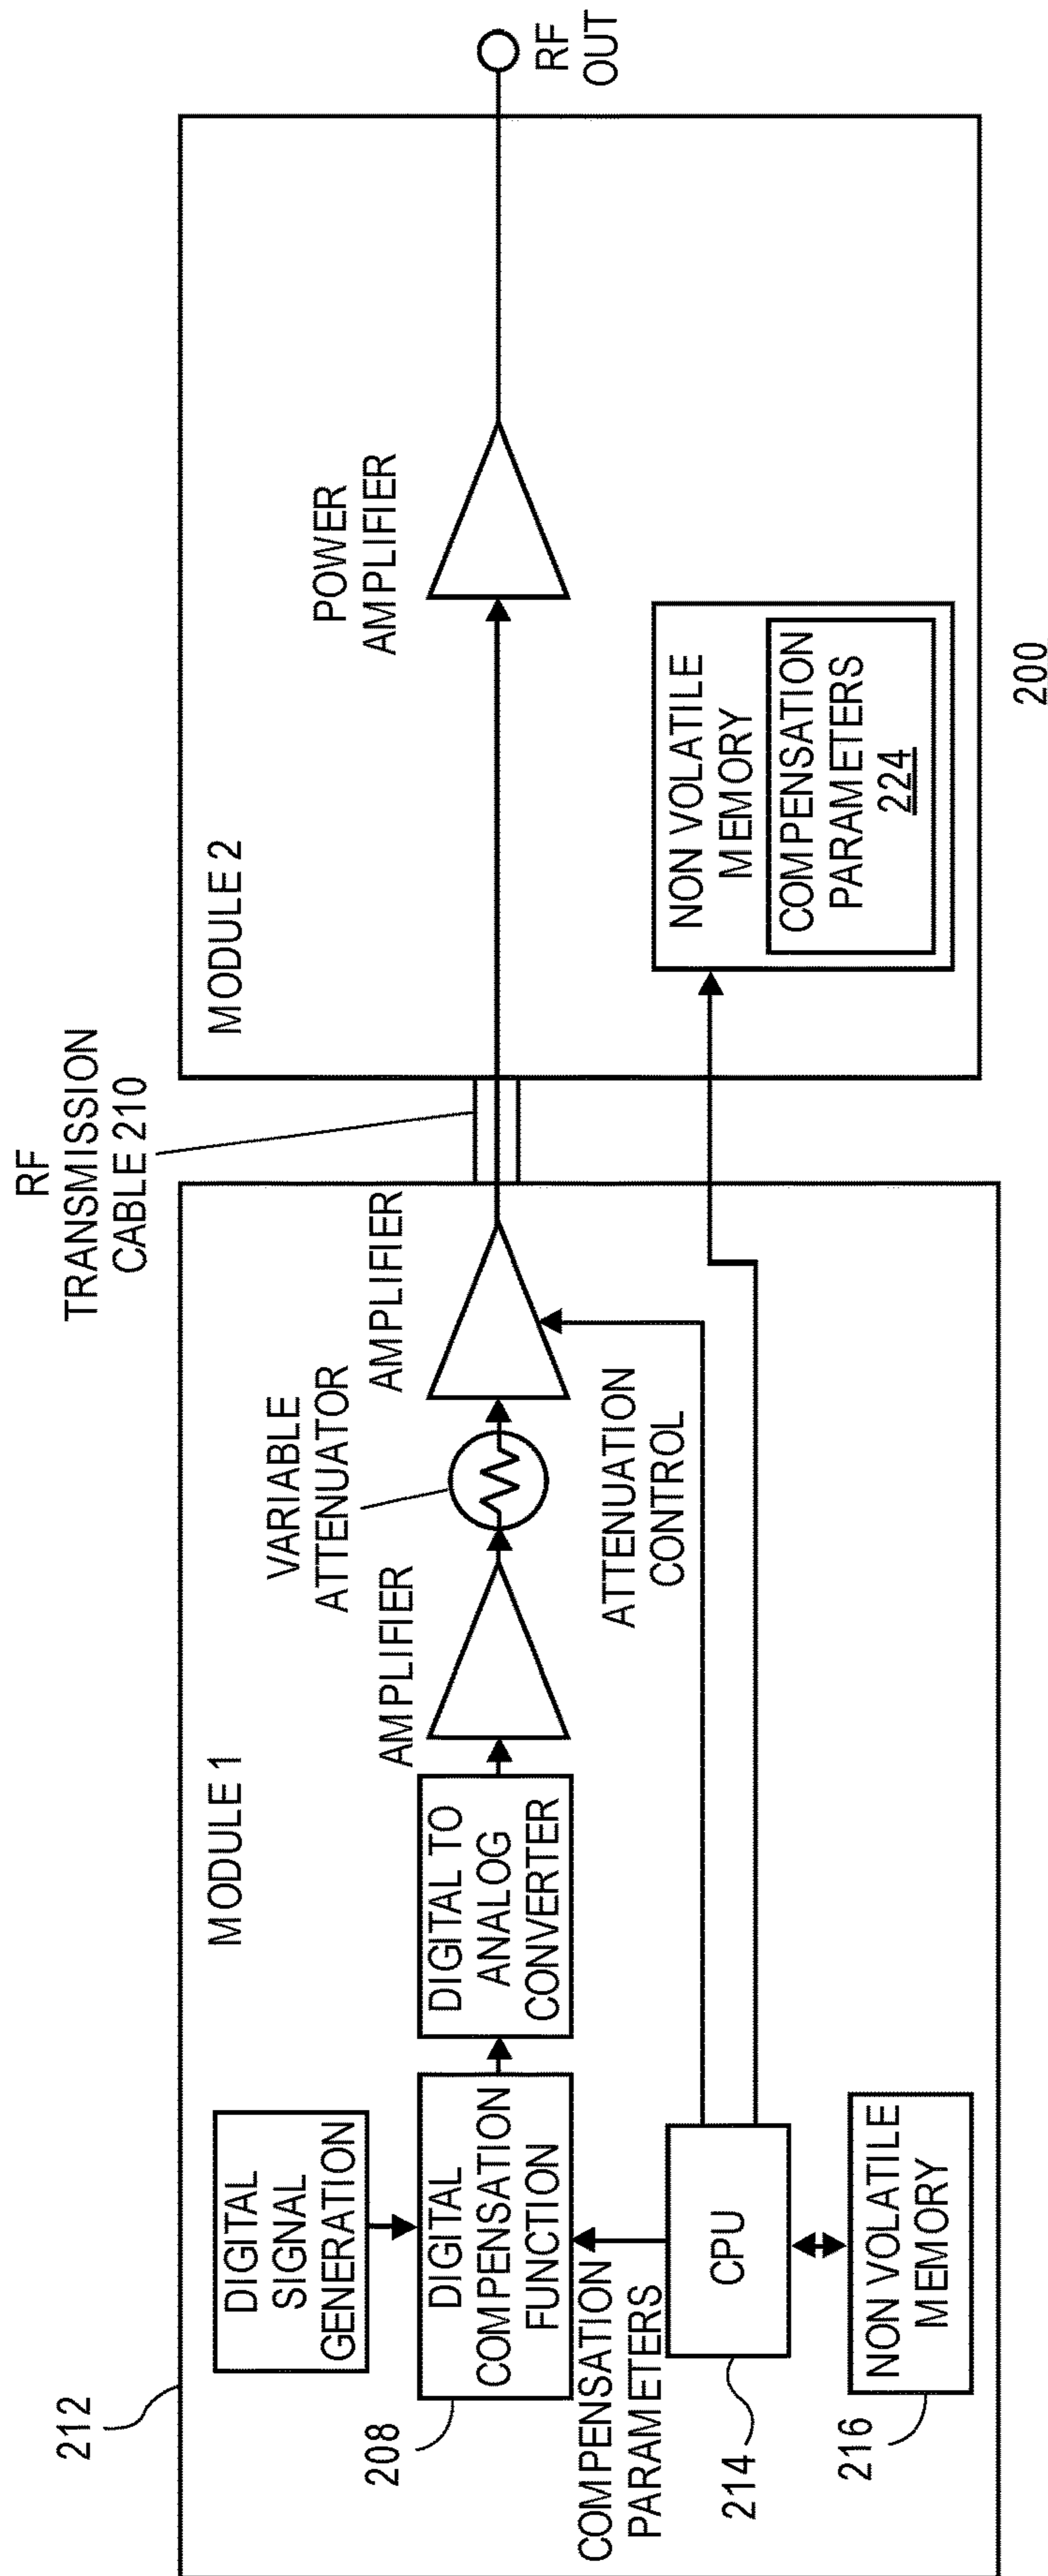 212
MODULE 1
DIGITAL
SIGNAL
GENERATION
DIGITAL
COMPENSATION
FUNCTION
208
DIGITAL TO
ANALOG
CONVERTER
AMPLIFIER
VARIABLE
ATTENUATOR
AMPLIFIER
ATTENUATION
CONTROL
COMPENSATION
PARAMETERS
CPU
214
NON VOLATILE
MEMORY
216
RF
TRANSMISSION
CABLE 210
MODULE 2
POWER
AMPLIFIER
NON VOLATILE
MEMORY
COMPENSATION
PARAMETERS
224
RF
OUT
200